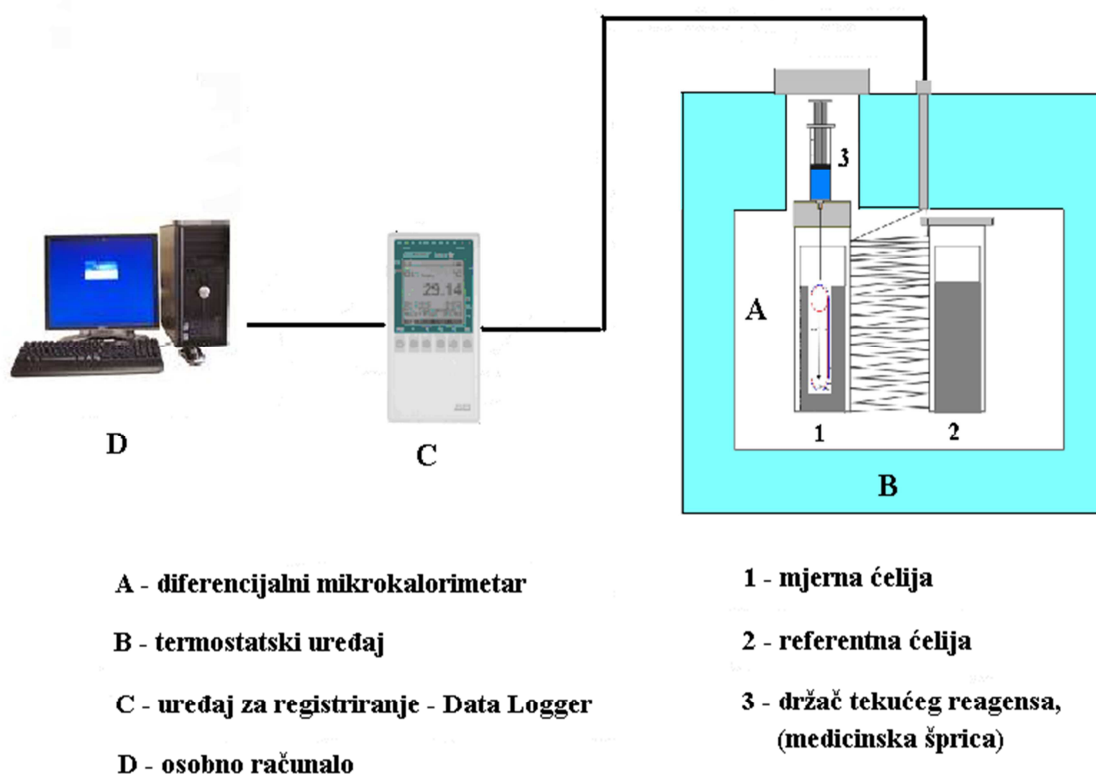 3
A
1
2
B
C
D
29.14
A - diferencijalni mikrokalorimetar
B - termostatski uređaj
C - uređaj za registriranje - Data Logger
D - osobno računalo
1 - mjerna ćelija
2 - referentna ćelija
3 - držač tekućeg reagensa,
(medicinska šprica)